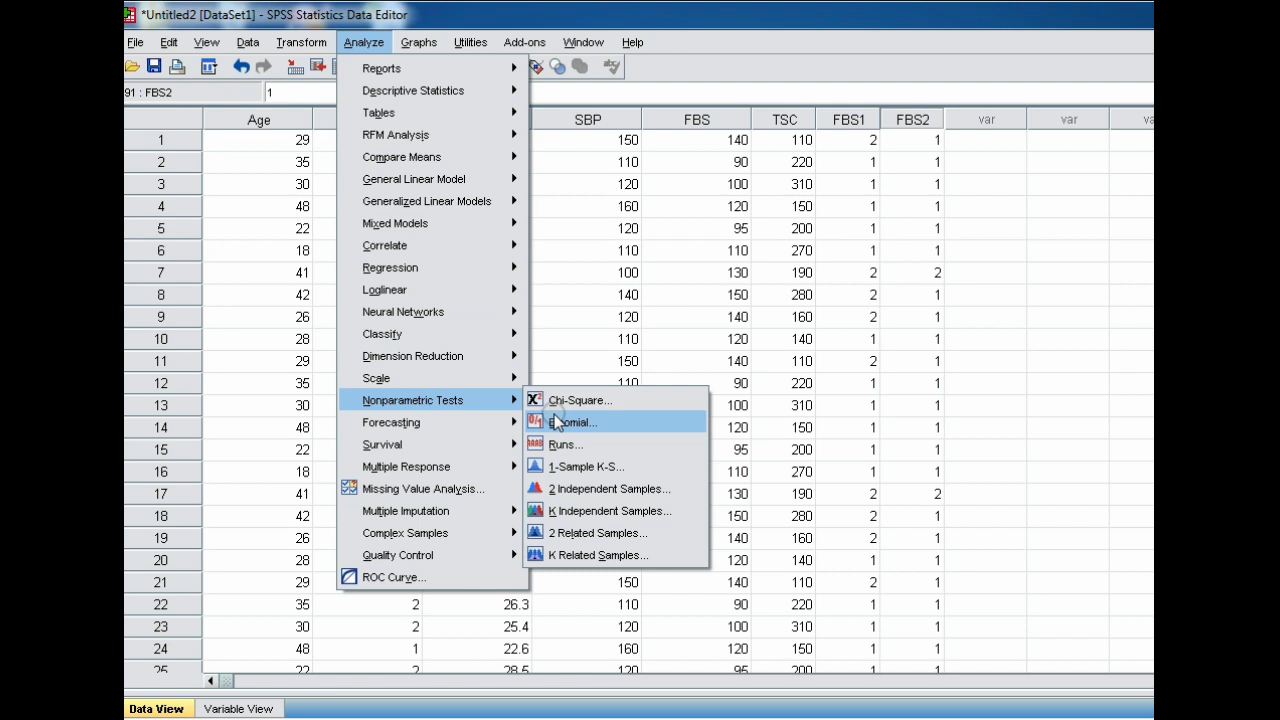 *Untitled2 [DataSet1] - SPSS Statistics Data Editor
File Edit View Data Transform Analyze Graphs Utilities Add-ons Window Help
91 : FBS2 1
Age SBP FBS TSC FBS1 FBS2 var var va
1 29 150 140 110 2 1
2 35 110 90 220 1 1
3 30 120 100 310 1 1
4 48 160 120 150 1 1
5 22 120 95 200 1 1
6 18 110 110 270 1 1
7 41 100 130 190 2 2
8 42 140 150 280 2 1
9 26 120 140 160 2 1
10 28 110 120 140 1 1
11 29 150 140 110 2 1
12 35 110 90 220 1 1
13 30 100 310 1 1
14 48 120 150 1 1
15 22 95 200 1 1
16 18 110 270 1 1
17 41 130 190 2 2
18 42 150 280 2 1
19 26 140 160 2 1
20 28 120 140 1 1
21 29 150 140 110 2 1
22 35 2 26.3 110 90 220 1 1
23 30 2 25.4 120 100 310 1 1
24 48 1 22.6 160 120 150 1 1
25 22 2 28.5 120 95 200 1 1
Reports
Descriptive Statistics
Tables
RFM Analysis
Compare Means
General Linear Model
Generalized Linear Models
Mixed Models
Correlate
Regression
Loglinear
Neural Networks
Classify
Dimension Reduction
Scale
Nonparametric Tests
Forecasting
Survival
Multiple Response
Missing Value Analysis...
Multiple Imputation
Complex Samples
Quality Control
ROC Curve...
Chi-Square...
Binomial...
Runs...
1-Sample K-S...
2 Independent Samples...
K Independent Samples...
2 Related Samples...
K Related Samples...
Data View Variable View